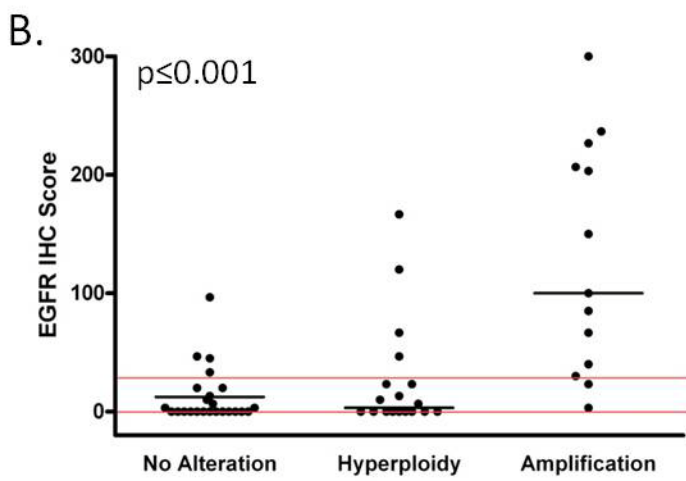 B.
p≤0.001
EGFR IHC Score
300
200
100
0
No Alteration
Hyperploidy
Amplification